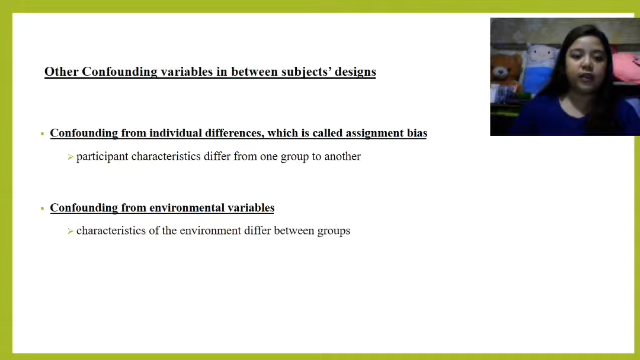 Other Confounding variables in between subjects' designs
Confounding from individual differences, which is called assignment bias
participant characteristics differ from one group to another
Confounding from environmental variables
characteristics of the environment differ between groups